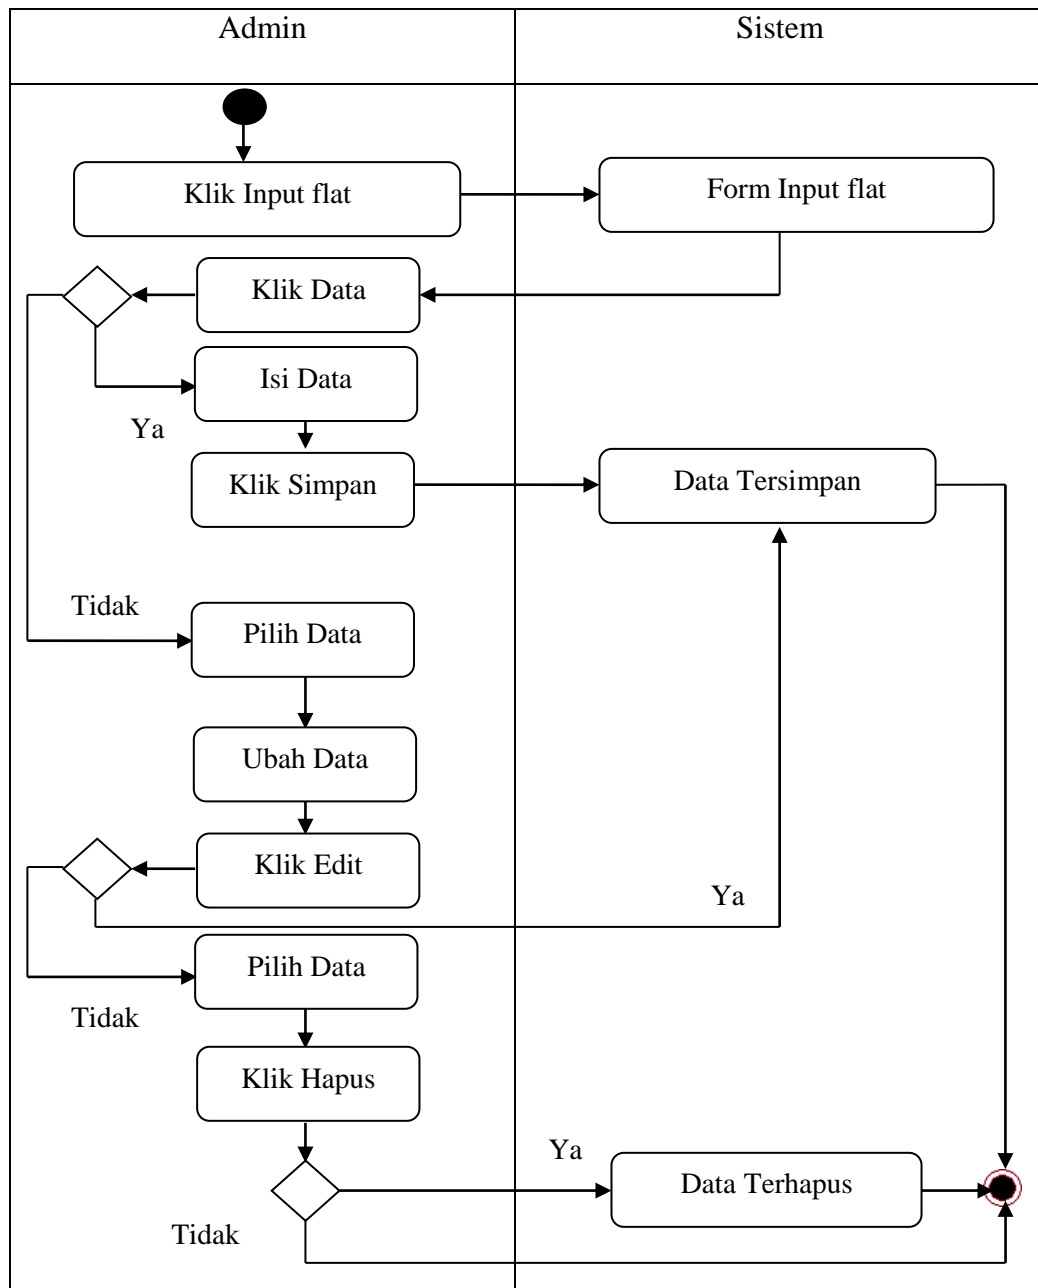 Admin
Sistem
Klik Input flat
Form Input flat
Klik Data
Isi Data
Ya
Klik Simpan
Data Tersimpan
Tidak
Pilih Data
Ubah Data
Klik Edit
Ya
Pilih Data
Tidak
Klik Hapus
Ya
Data Terhapus
Tidak